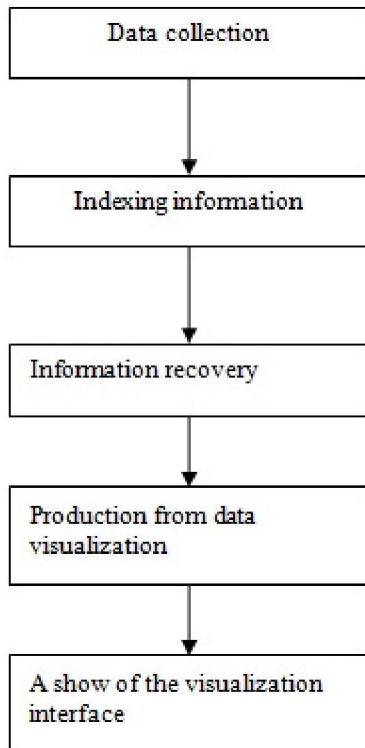 Data collection
Indexing information
Information recovery
Production from data
visualization
A show of the visualization
interface